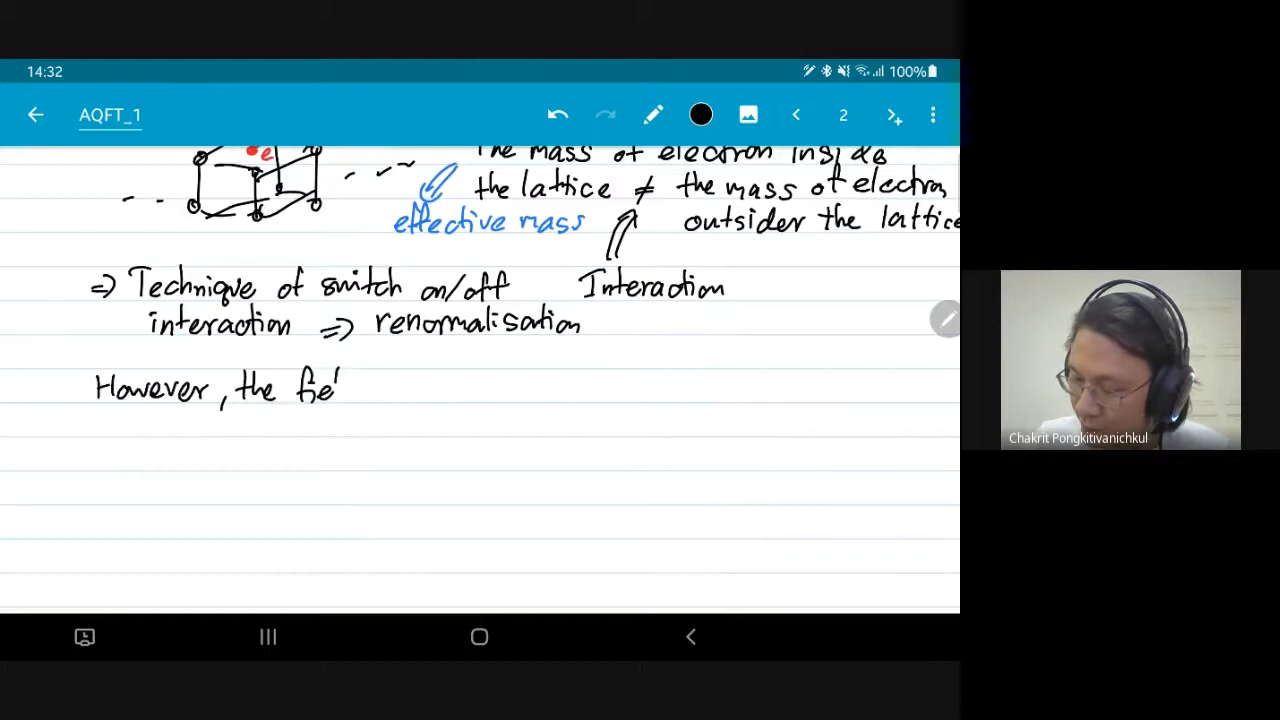 14:32
100%
AQFT_1
2
e
The mass of electron inside
the lattice ≠ the mass of electron
effective mass
outsider the lattice
⇒ Technique of switch on/off
Interaction
interaction ⇒ renormalisation
However, the fiel
Chakrit Pongkitivanichkul